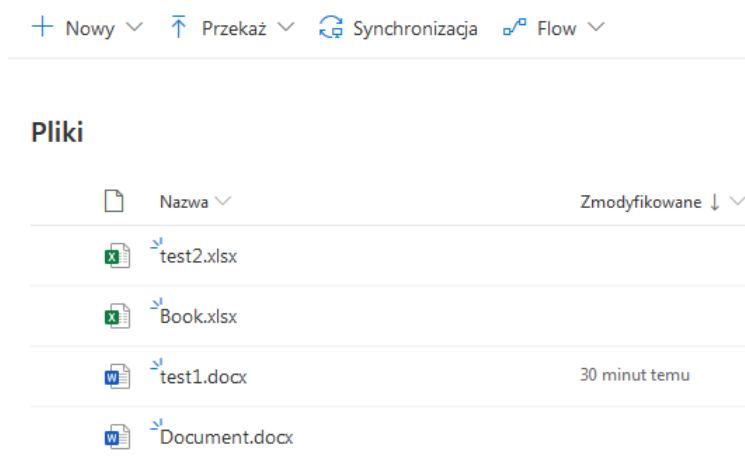 Nowy Przekaż Synchronizacja Flow
Pliki
Nazwa Zmodyfikowane
test2.xlsx
Book.xlsx
test1.docx 30 minut temu
Document.docx